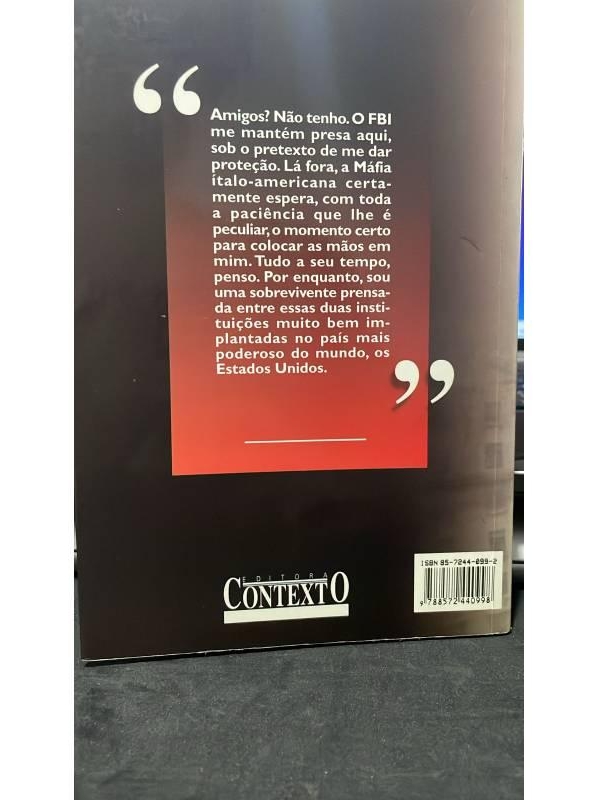 “
Amigos? Não tenho. O FBI
me mantém presa aqui,
sob o pretexto de me dar
proteção. Lá fora, a Máfia
ítalo-americana certa-
mente espera, com toda
a paciência que lhe é
peculiar, o momento certo
para colocar as mãos em
mim. Tudo a seu tempo,
penso. Por enquanto, sou
uma sobrevivente prensa-
da entre essas duas insti-
tuições muito bem im-
plantadas no país mais
poderoso do mundo, os
Estados Unidos.
”
EDITORA
CONTEXTO
ISBN 85-7244-099-2
9 788572 440998